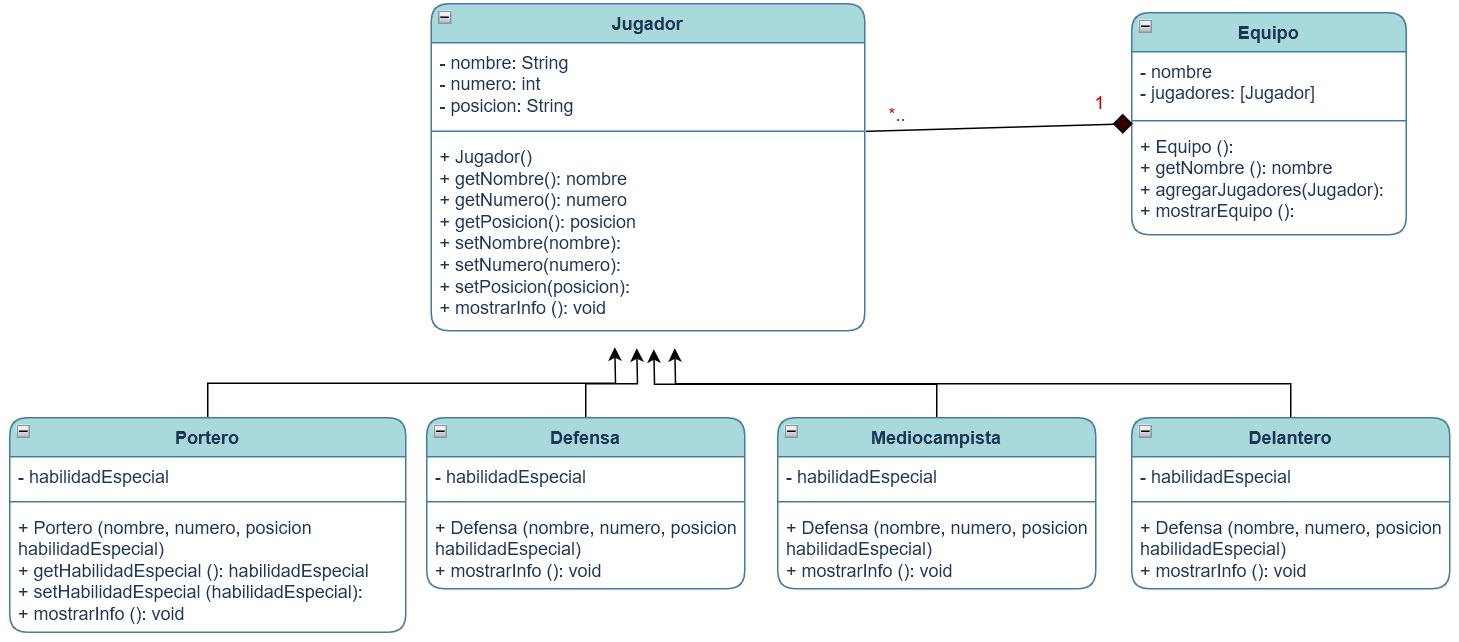 Jugador
- nombre: String
- numero: int
- posicion: String
+ Jugador()
+ getNombre(): nombre
+ getNumero(): numero
+ getPosicion(): posicion
+ setNombre(nombre):
+ setNumero(numero):
+ setPosicion(posicion):
+ mostrarInfo (): void
*..
1
Equipo
- nombre
- jugadores: [Jugador]
+ Equipo ():
+ getNombre (): nombre
+ agregarJugadores(Jugador):
+ mostrarEquipo ():
Portero
- habilidadEspecial
+ Portero (nombre, numero, posicion
habilidadEspecial)
+ getHabilidadEspecial (): habilidadEspecial
+ setHabilidadEspecial (habilidadEspecial):
+ mostrarInfo (): void
Defensa
- habilidadEspecial
+ Defensa (nombre, numero, posicion
habilidadEspecial)
+ mostrarInfo (): void
Mediocampista
- habilidadEspecial
+ Defensa (nombre, numero, posicion
habilidadEspecial)
+ mostrarInfo (): void
Delantero
- habilidadEspecial
+ Defensa (nombre, numero, posicion
habilidadEspecial)
+ mostrarInfo (): void